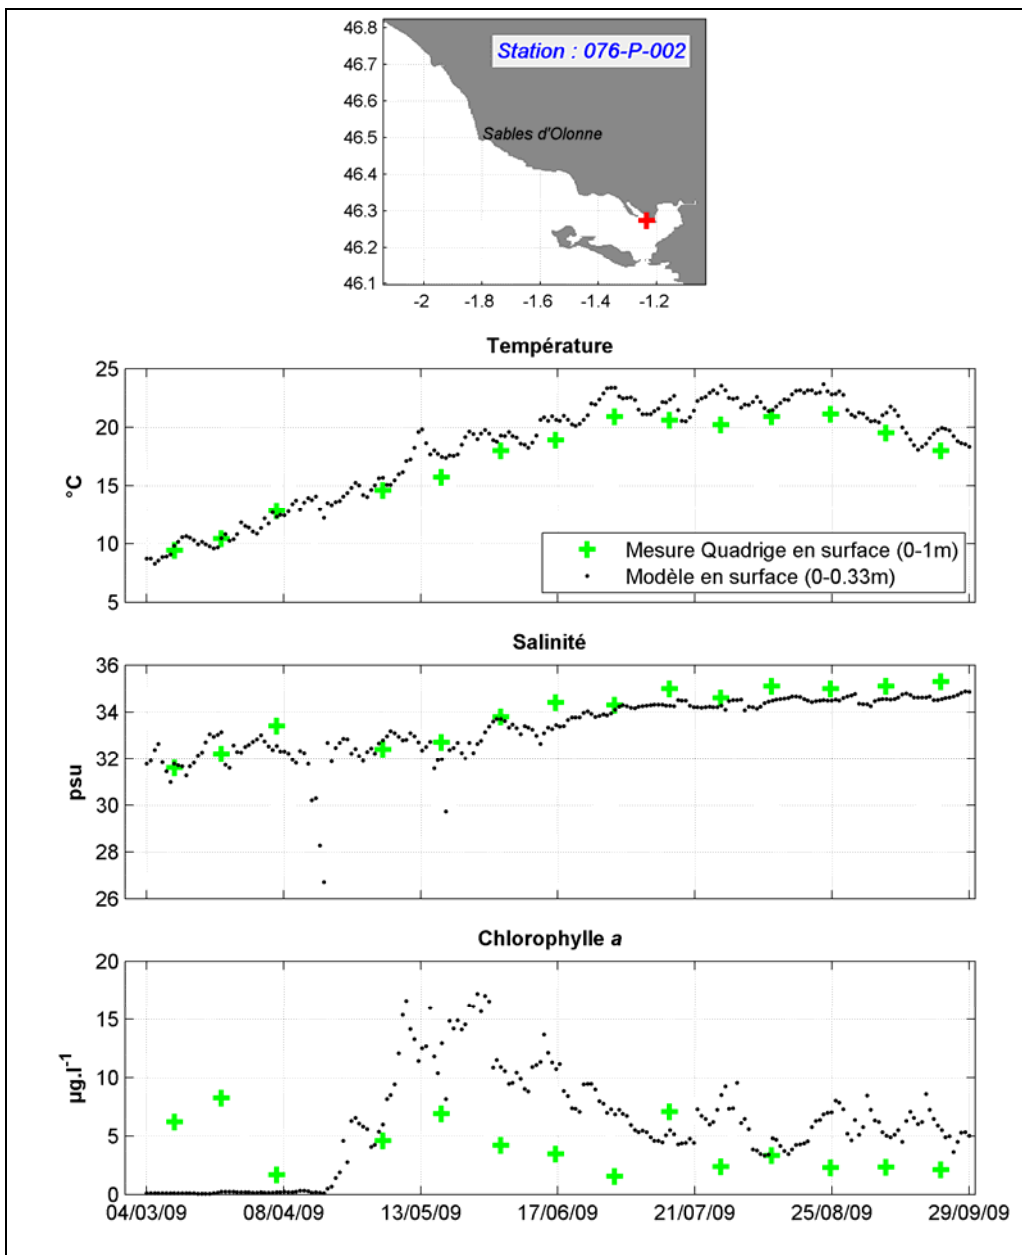 46.8
Station : 076-P-002
46.7
46.6
46.5
Sables d'Olonne
46.4
46.3
46.2
46.1
-2 -1.8 -1.6 -1.4 -1.2
Température
25
20
15
°C
10
5
Mesure Quadrige en surface (0-1m)
Modèle en surface (0-0.33m)
Salinité
36
34
32
psu
30
28
26
Chlorophylle a
20
15
µg.l-1
10
5
0
04/03/09 08/04/09 13/05/09 17/06/09 21/07/09 25/08/09 29/09/09